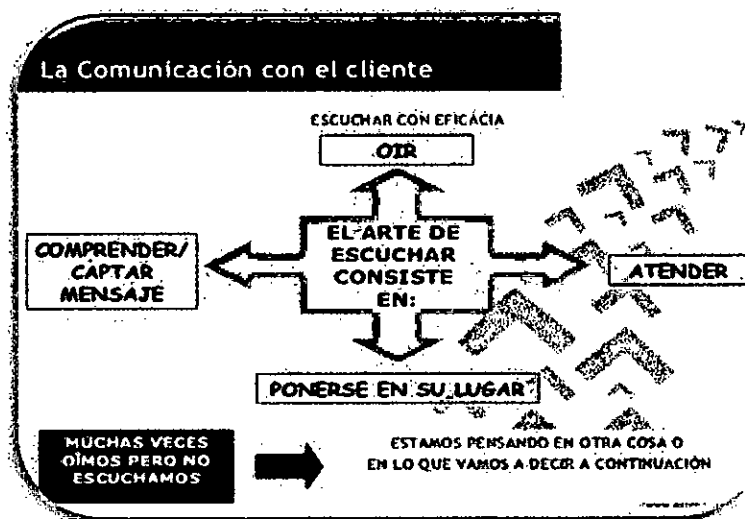 La Comunicación con el cliente
ESCUCHAR CON EFICACIA
OIR
EL ARTE DE
ESCUCHAR
CONSISTE
EN:
COMPRENDER/
CAPTAR
MENSAJE
ATENDER
PONERSE EN SU LUGAR
MUCHAS VECES
OÌMOS PERO NO
ESCUCHAMOS
ESTAMOS PENSANDO EN OTRA COSA O
EN LO QUE VAMOS A DECIR A CONTINUACIÓN